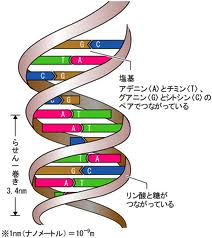 G C
T A
C G
塩基
アデニン(A)とチミン(T)、
グアニン(G)とシトシン(C)の
ペアでつながっている
G C
A T
A T
らせん一巻き
3.4nm
T A
A T
G C
リン酸と糖が
つながっている
※1nm(ナノメートル)=10⁻⁹m